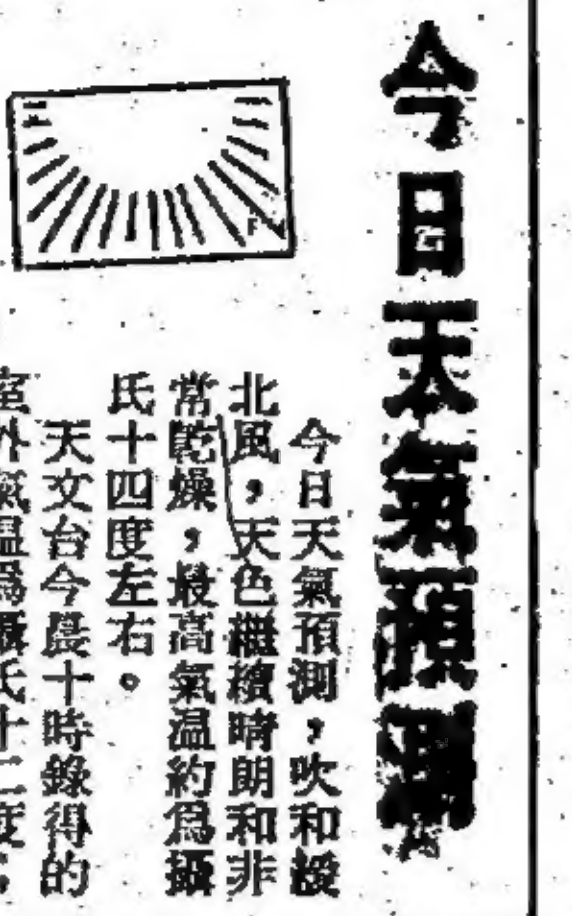 今日天氣預測
今日天氣預測，吹和緩
北風，天色繼續晴朗和非
常乾燥，最高氣温約爲攝
氏十四度左右。
天文台今晨十時錄得的
室外氣温爲攝氏十二度，